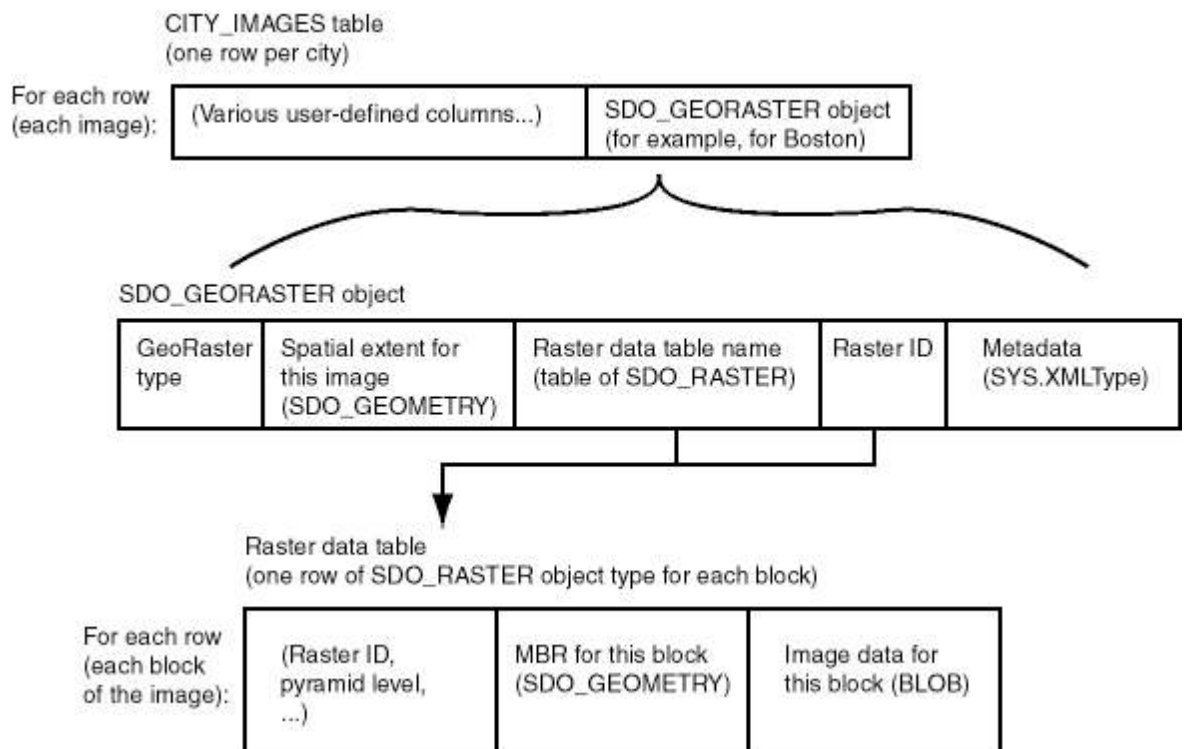 CITY_IMAGES table
(one row per city)
For each row
(each image):
(Various user-defined columns...)
SDO_GEORASTER object
(for example, for Boston)
SDO_GEORASTER object
GeoRaster
type
Spatial extent for
this image
(SDO_GEOMETRY)
Raster data table name
(table of SDO_RASTER)
Raster ID
Metadata
(SYS.XMLType)
Raster data table
(one row of SDO_RASTER object type for each block)
For each row
(each block
of the image):
(Raster ID,
pyramid level,
...)
MBR for this block
(SDO_GEOMETRY)
Image data for
this block (BLOB)